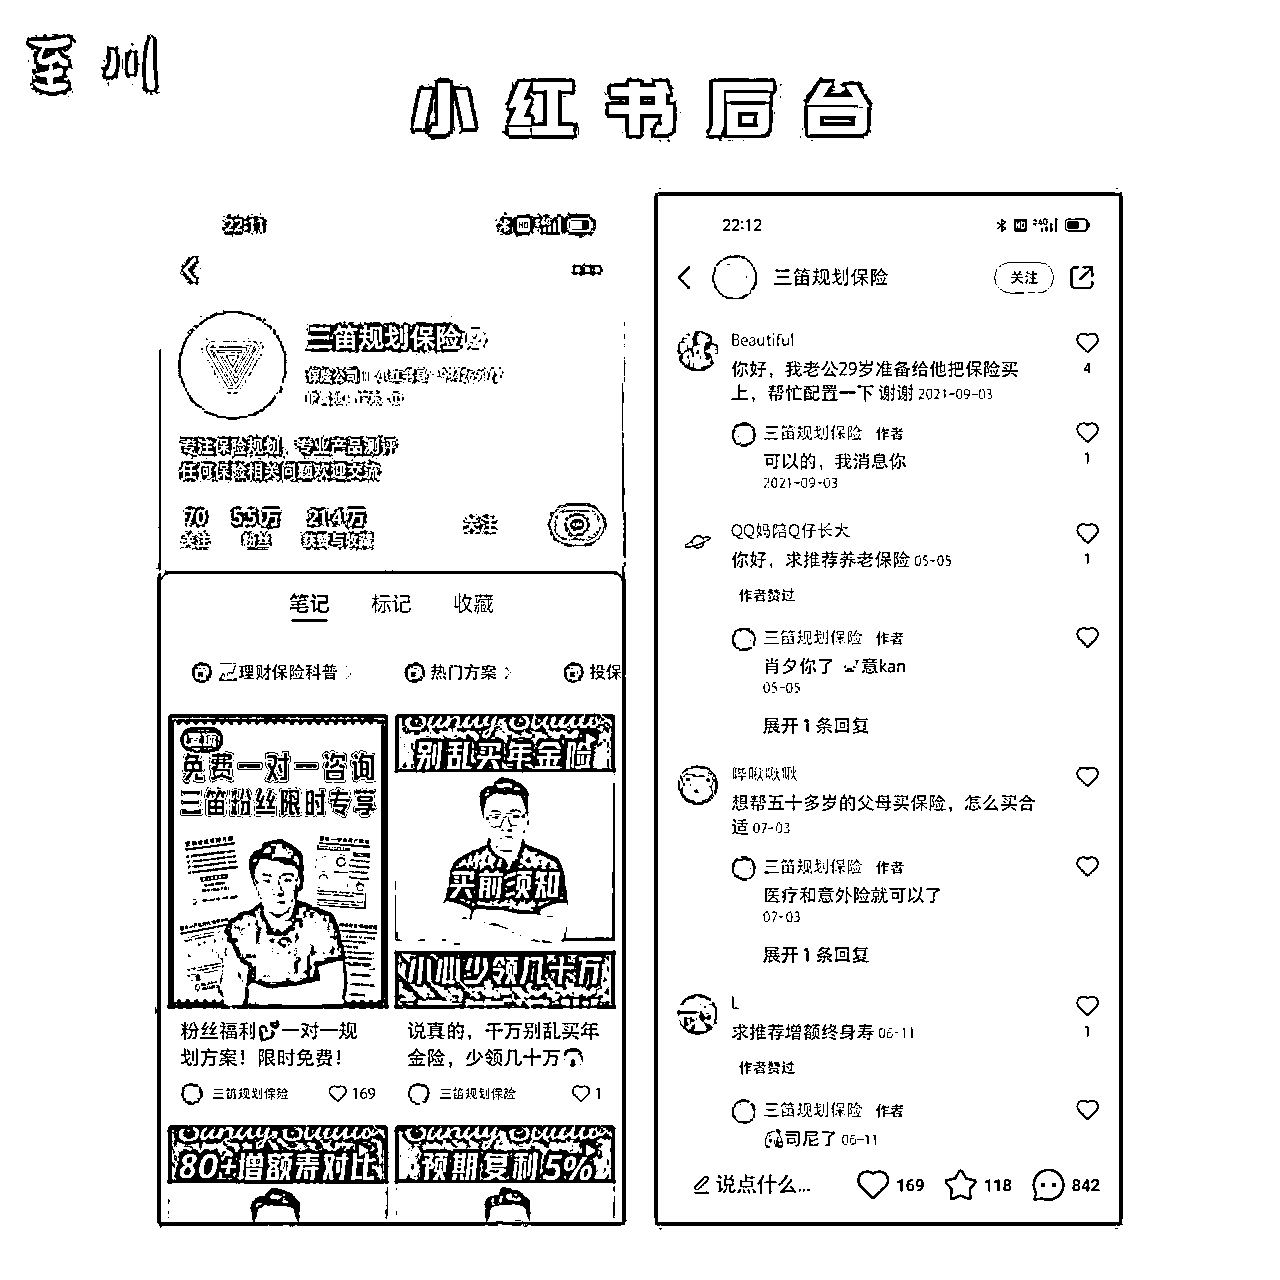 至
小红书后台
22:11
三笛规划保险
保险公司
专注保险规划，专业产品测评
任何保险相关问题欢迎交流
70 5.5万 21.4万
关注 粉丝 获赞与收藏
关注
笔记 标记 收藏
理财保险科普
热门方案
投保
置顶
免费一对一咨询
三笛粉丝限时专享
粉丝福利一对一规
划方案！限时免费！
三笛规划保险 169
别乱买年金险
买前须知
小心少领几十万
说真的，千万别乱买年
金险，少领几十万
三笛规划保险 1
80+增额寿对比
预期复利5%
22:12
三笛规划保险 关注
Beautiful
你好，我老公29岁准备给他把保险买
上，帮忙配置一下 谢谢 2021-09-03
4
三笛规划保险 作者
可以的，我消息你
2021-09-03
1
QQ妈陪Q仔长大
你好，求推荐养老保险 05-05
1
作者赞过
三笛规划保险 作者
肖夕你了 意kan
05-05
展开 1 条回复
哔啾啾啾
想帮五十多岁的父母买保险，怎么买合
适 07-03
三笛规划保险 作者
医疗和意外险就可以了
07-03
展开 1 条回复
L
求推荐增额终身寿 06-11
1
作者赞过
三笛规划保险 作者
司尼了 06-11
说点什么... 169 118 842